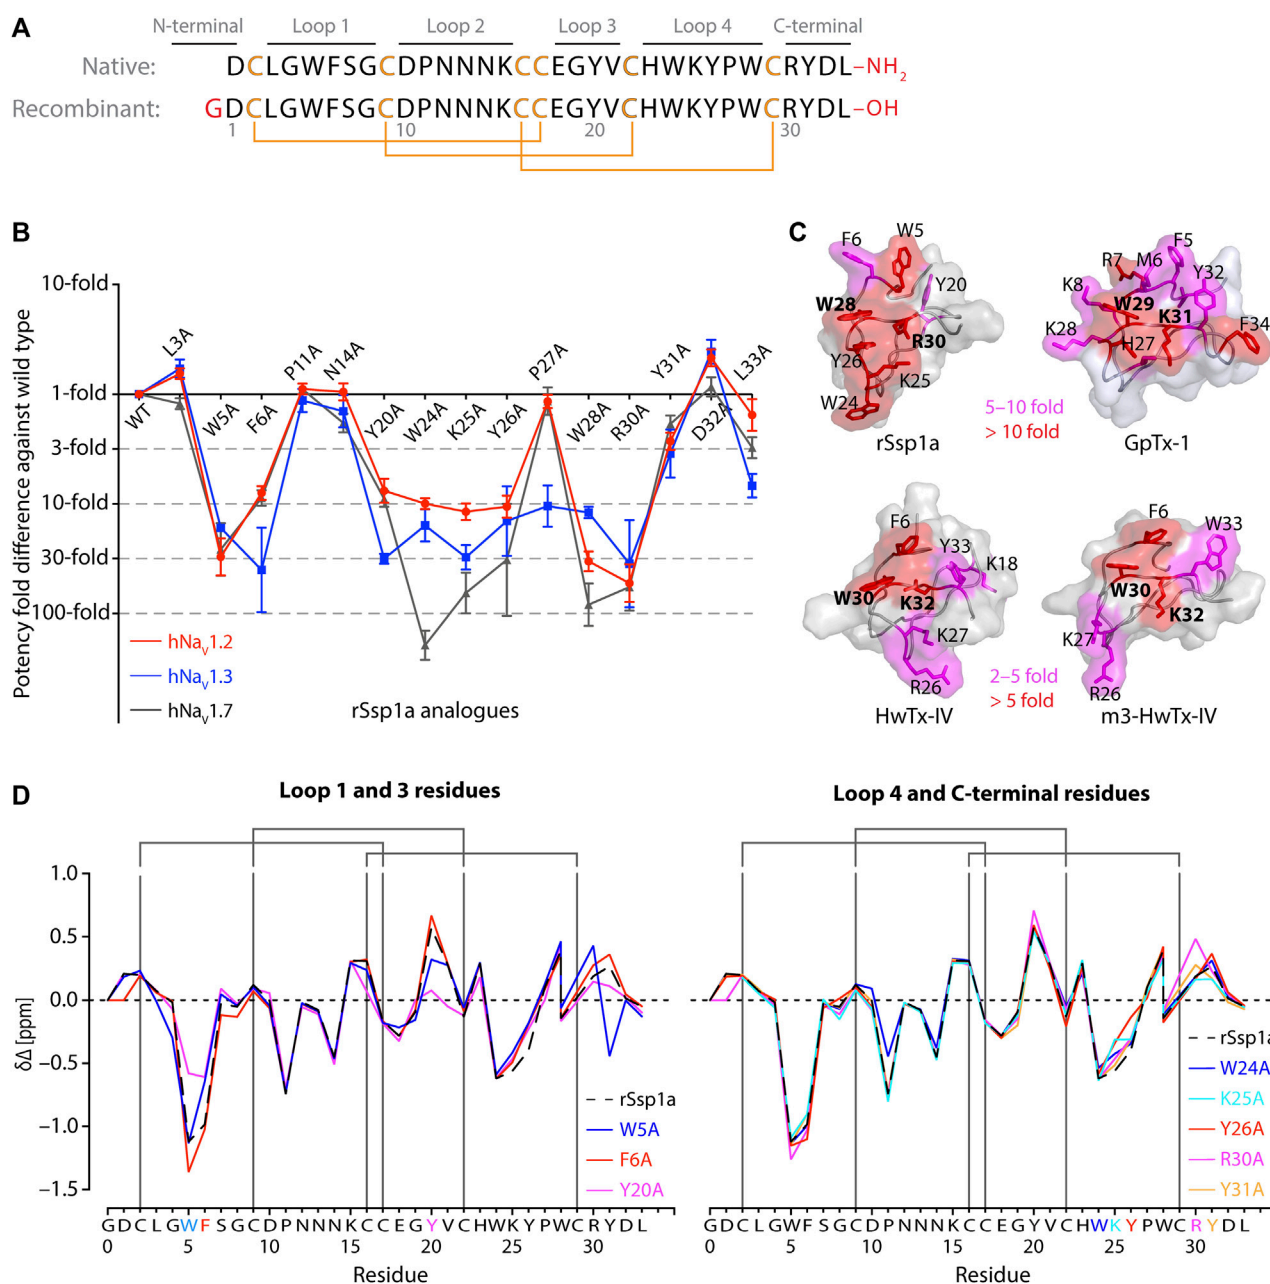 A
N-terminal Loop 1 Loop 2 Loop 3 Loop 4 C-terminal
Native: DCLGWFSGCDPNNNKCCEGYVCHWKYPWCRYDL–NH2
Recombinant: GDCLGWFSGCDPNNNKCCEGYVCHWKYPWCRYDL–OH
1 10 20 30
B
Potency fold difference against wild type
10-fold
1-fold
3-fold
10-fold
30-fold
100-fold
WT L3A W5A F6A P11A N14A Y20A W24A K25A Y26A P27A W28A R30A Y31A D32A L33A
hNaV1.2
hNaV1.3
hNaV1.7
rSsp1a analogues
C
F6 W5
Y20
W28
R30
Y26
K25
W24
rSsp1a
F5
R7 M6
Y32
K8
W29
K31
K28
H27
F34
GpTx-1
5–10 fold
> 10 fold
F6
Y33
K18
W30
K32
K27
R26
HwTx-IV
F6
W33
W30
K32
K27
R26
m3-HwTx-IV
2–5 fold
> 5 fold
D
Loop 1 and 3 residues
δΔ [ppm]
1.0
0.5
0.0
−0.5
−1.0
−1.5
rSsp1a
W5A
F6A
Y20A
GDCLGWFSGCDPNNNKCCEGYVCHWKYPWCRYDL
0 5 10 15 20 25 30
Residue
Loop 4 and C-terminal residues
rSsp1a
W24A
K25A
Y26A
R30A
Y31A
GDCLGWFSGCDPNNNKCCEGYVCHWKYPWCRYDL
0 5 10 15 20 25 30
Residue